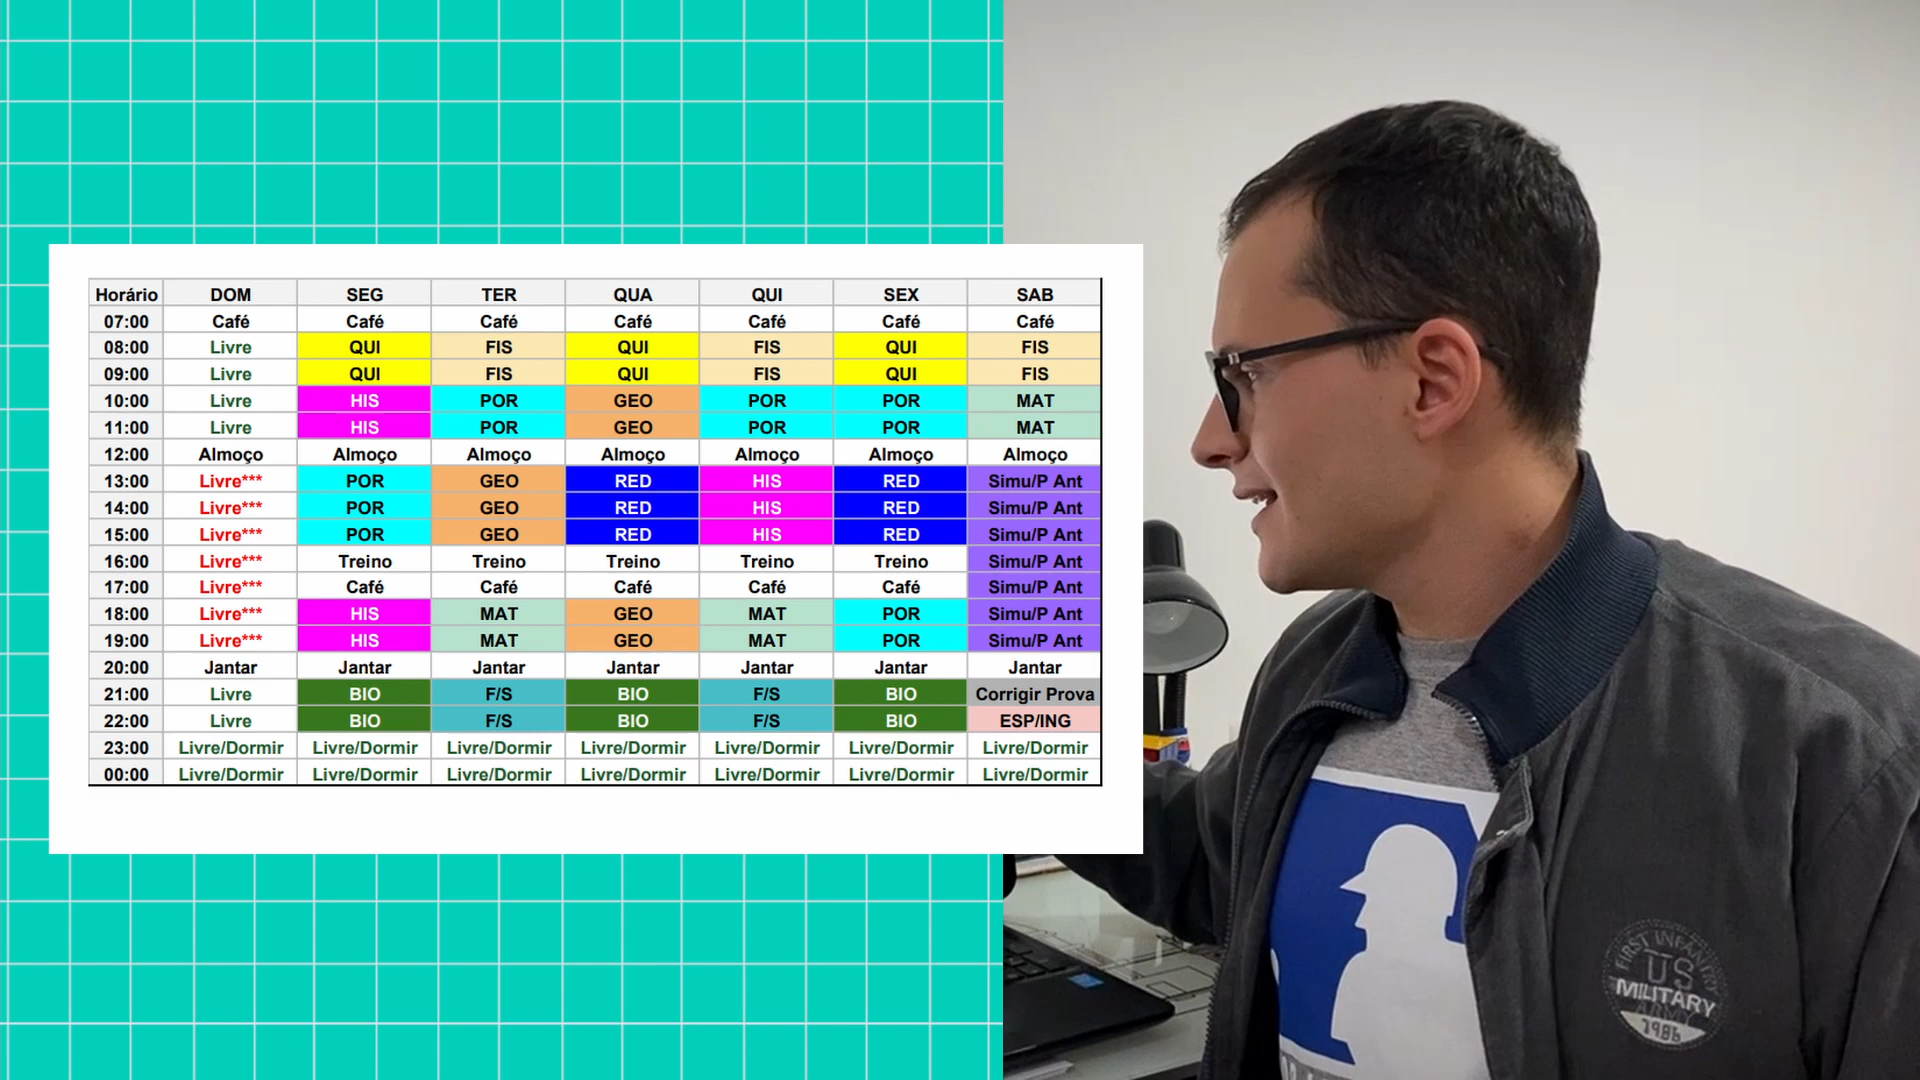 Horário DOM SEG TER QUA QUI SEX SAB
07:00 Café Café Café Café Café Café Café
08:00 Livre QUI FIS QUI FIS QUI FIS
09:00 Livre QUI FIS QUI FIS QUI FIS
10:00 Livre HIS POR GEO POR POR MAT
11:00 Livre HIS POR GEO POR POR MAT
12:00 Almoço Almoço Almoço Almoço Almoço Almoço Almoço
13:00 Livre*** POR GEO RED HIS RED Simu/P Ant
14:00 Livre*** POR GEO RED HIS RED Simu/P Ant
15:00 Livre*** POR GEO RED HIS RED Simu/P Ant
16:00 Livre*** Treino Treino Treino Treino Treino Simu/P Ant
17:00 Livre*** Café Café Café Café Café Simu/P Ant
18:00 Livre*** HIS MAT GEO MAT POR Simu/P Ant
19:00 Livre*** HIS MAT GEO MAT POR Simu/P Ant
20:00 Jantar Jantar Jantar Jantar Jantar Jantar Jantar
21:00 Livre BIO F/S BIO F/S BIO Corrigir Prova
22:00 Livre BIO F/S BIO F/S BIO ESP/ING
23:00 Livre/Dormir Livre/Dormir Livre/Dormir Livre/Dormir Livre/Dormir Livre/Dormir Livre/Dormir
00:00 Livre/Dormir Livre/Dormir Livre/Dormir Livre/Dormir Livre/Dormir Livre/Dormir Livre/Dormir
FIRST INFANTRY
US
MILITARY
ARMY
1986